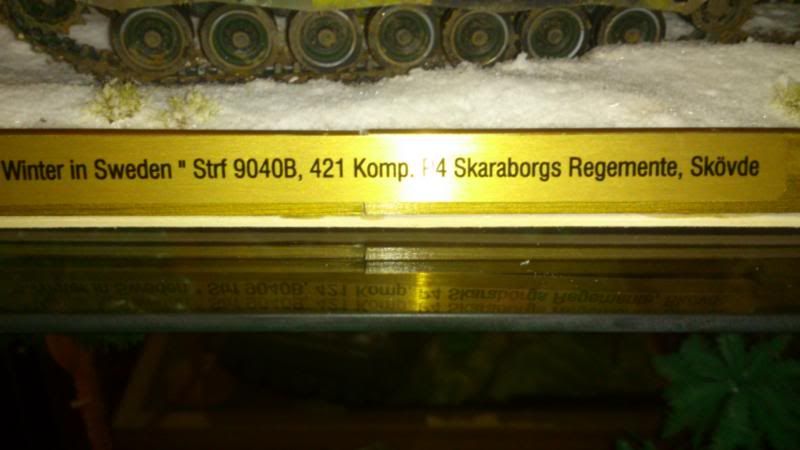 Winter in Sweden " Strf 9040B, 421 Komp. P4 Skaraborgs Regemente, Skövde